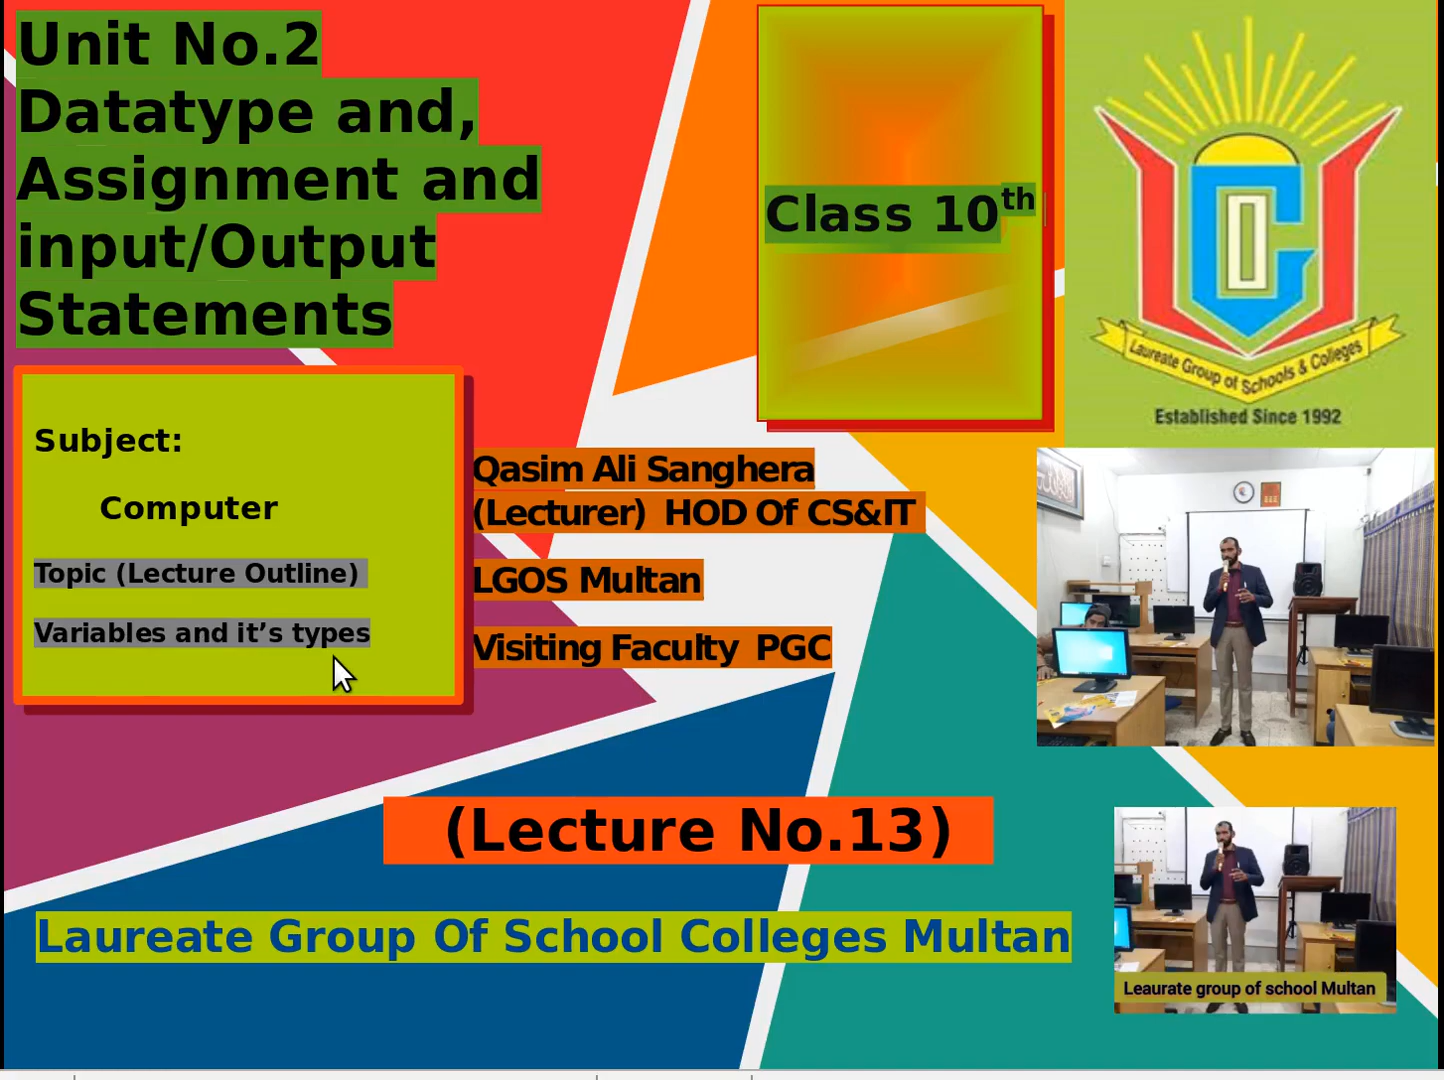 Unit No.2
Datatype and,
Assignment and
input/Output
Statements
Class 10th
Laureate Group of Schools & Colleges
Established Since 1992
Subject:
Computer
Topic (Lecture Outline)
Variables and it’s types
Qasim Ali Sanghera
(Lecturer) HOD Of CS&IT
LGOS Multan
Visiting Faculty PGC
(Lecture No.13)
Laureate Group Of School Colleges Multan
Leaurate group of school Multan